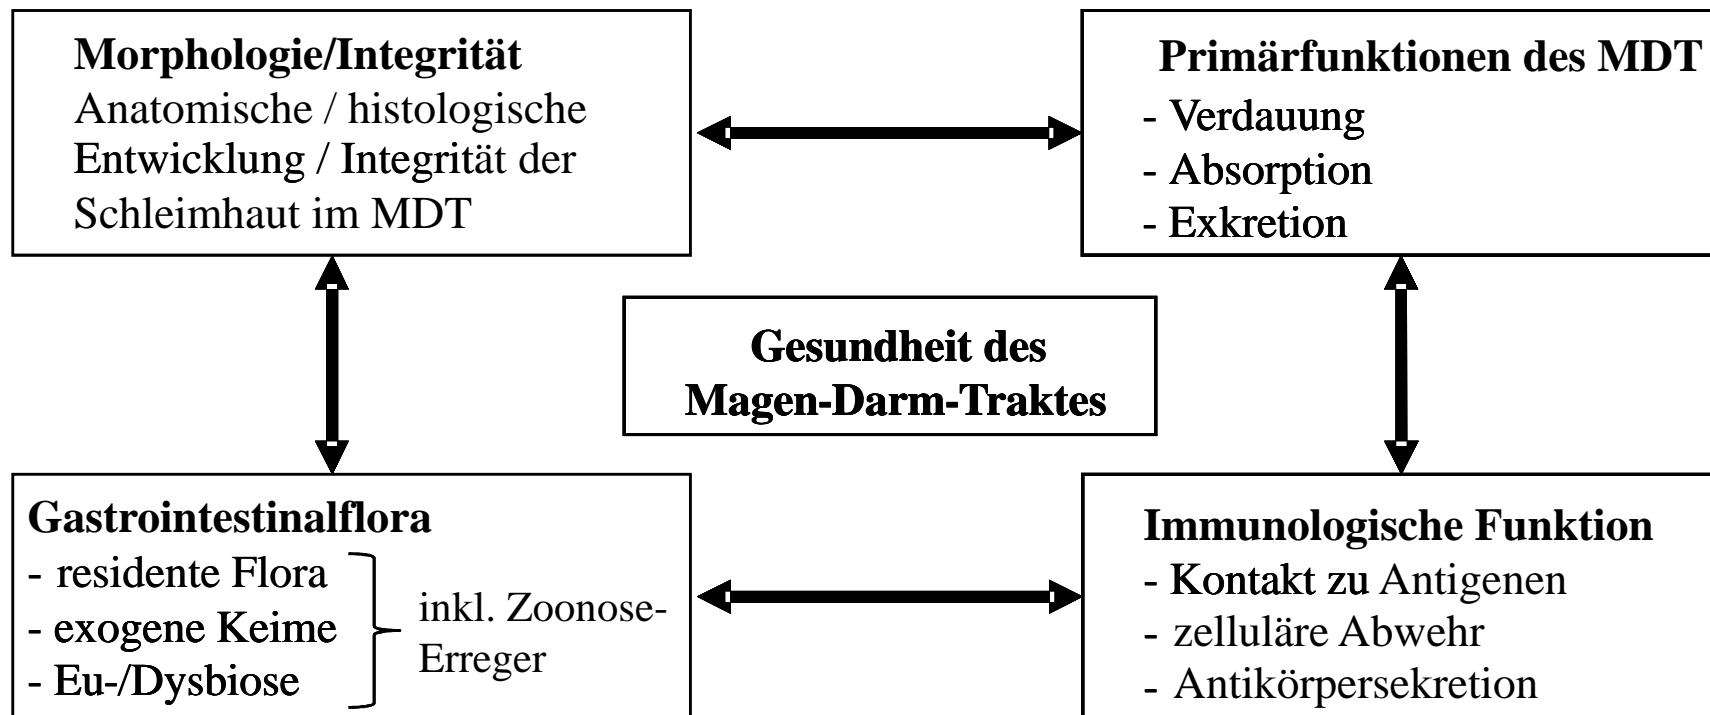 Morphologie/Integrität
Anatomische / histologische
Entwicklung / Integrität der
Schleimhaut im MDT
Primärfunktionen des MDT
- Verdauung
- Absorption
- Exkretion
Gesundheit des
Magen-Darm-Traktes
Gastrointestinalflora
- residente Flora
- exogene Keime
- Eu-/Dysbiose
inkl. Zoonose-
Erreger
Immunologische Funktion
- Kontakt zu Antigenen
- zelluläre Abwehr
- Antikörpersekretion